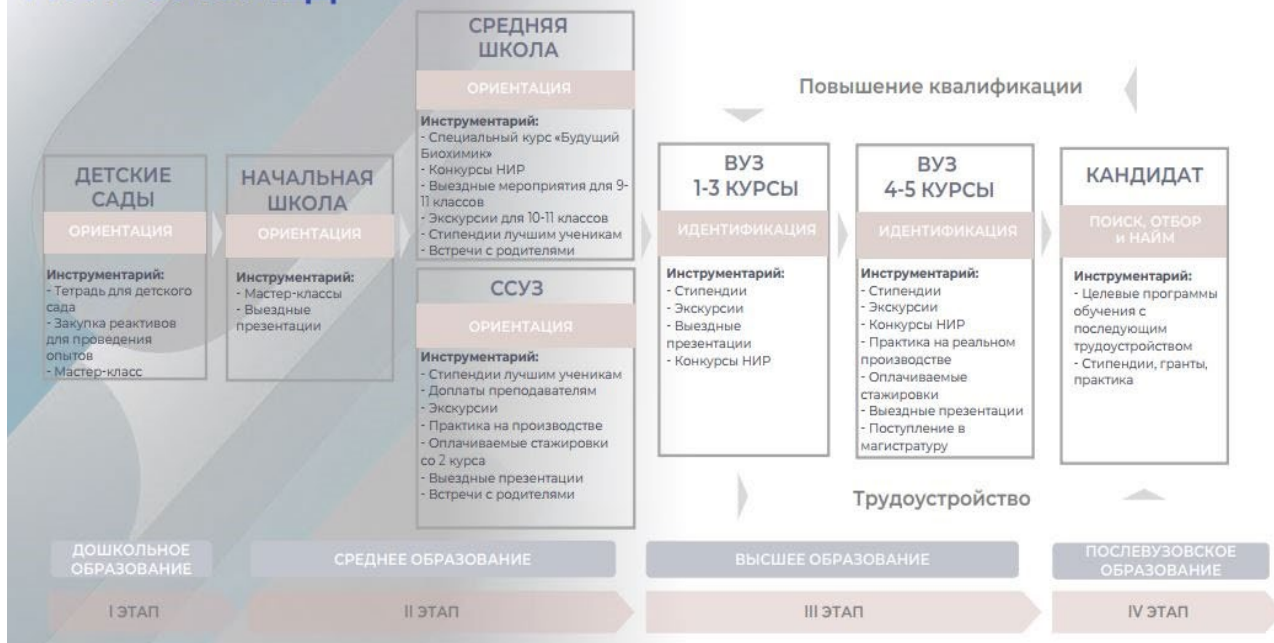 СРЕДНЯЯ
ШКОЛА
ОРИЕНТАЦИЯ
Инструментарий:
- Специальный курс «Будущий
Биохимик»
- Конкурсы НИР
- Выездные мероприятия для 9-
11 классов
- Экскурсии для 10-11 классов
- Стипендии лучшим ученикам
- Встречи с родителями
Повышение квалификации
ДЕТСКИЕ
САДЫ
ОРИЕНТАЦИЯ
Инструментарий:
- Тетрадь для детского
сада
- Закупка реактивов
для проведения
опытов
- Мастер-класс
НАЧАЛЬНАЯ
ШКОЛА
ОРИЕНТАЦИЯ
Инструментарий:
- Мастер-классы
- Выездные
презентации
ССУЗ
ОРИЕНТАЦИЯ
Инструментарий:
- Стипендии лучшим ученикам
- Доплаты преподавателям
- Экскурсии
- Практика на производстве
- Оплачиваемые стажировки
со 2 курса
- Выездные презентации
- Встречи с родителями
ВУЗ
1-3 КУРСЫ
ИДЕНТИФИКАЦИЯ
Инструментарий:
- Стипендии
- Экскурсии
- Выездные
презентации
- Конкурсы НИР
ВУЗ
4-5 КУРСЫ
ИДЕНТИФИКАЦИЯ
Инструментарий:
- Стипендии
- Экскурсии
- Конкурсы НИР
- Практика на реальном
производстве
- Оплачиваемые
стажировки
- Выездные презентации
- Поступление в
магистратуру
КАНДИДАТ
ПОИСК, ОТБОР
и НАЙМ
Инструментарий:
- Целевые программы
обучения с
последующим
трудоустройством
- Стипендии, гранты,
практика
Трудоустройство
ДОШКОЛЬНОЕ
ОБРАЗОВАНИЕ
СРЕДНЕЕ ОБРАЗОВАНИЕ
ВЫСШЕЕ ОБРАЗОВАНИЕ
ПОСЛЕВУЗОВСКОЕ
ОБРАЗОВАНИЕ
I ЭТАП
II ЭТАП
III ЭТАП
IV ЭТАП